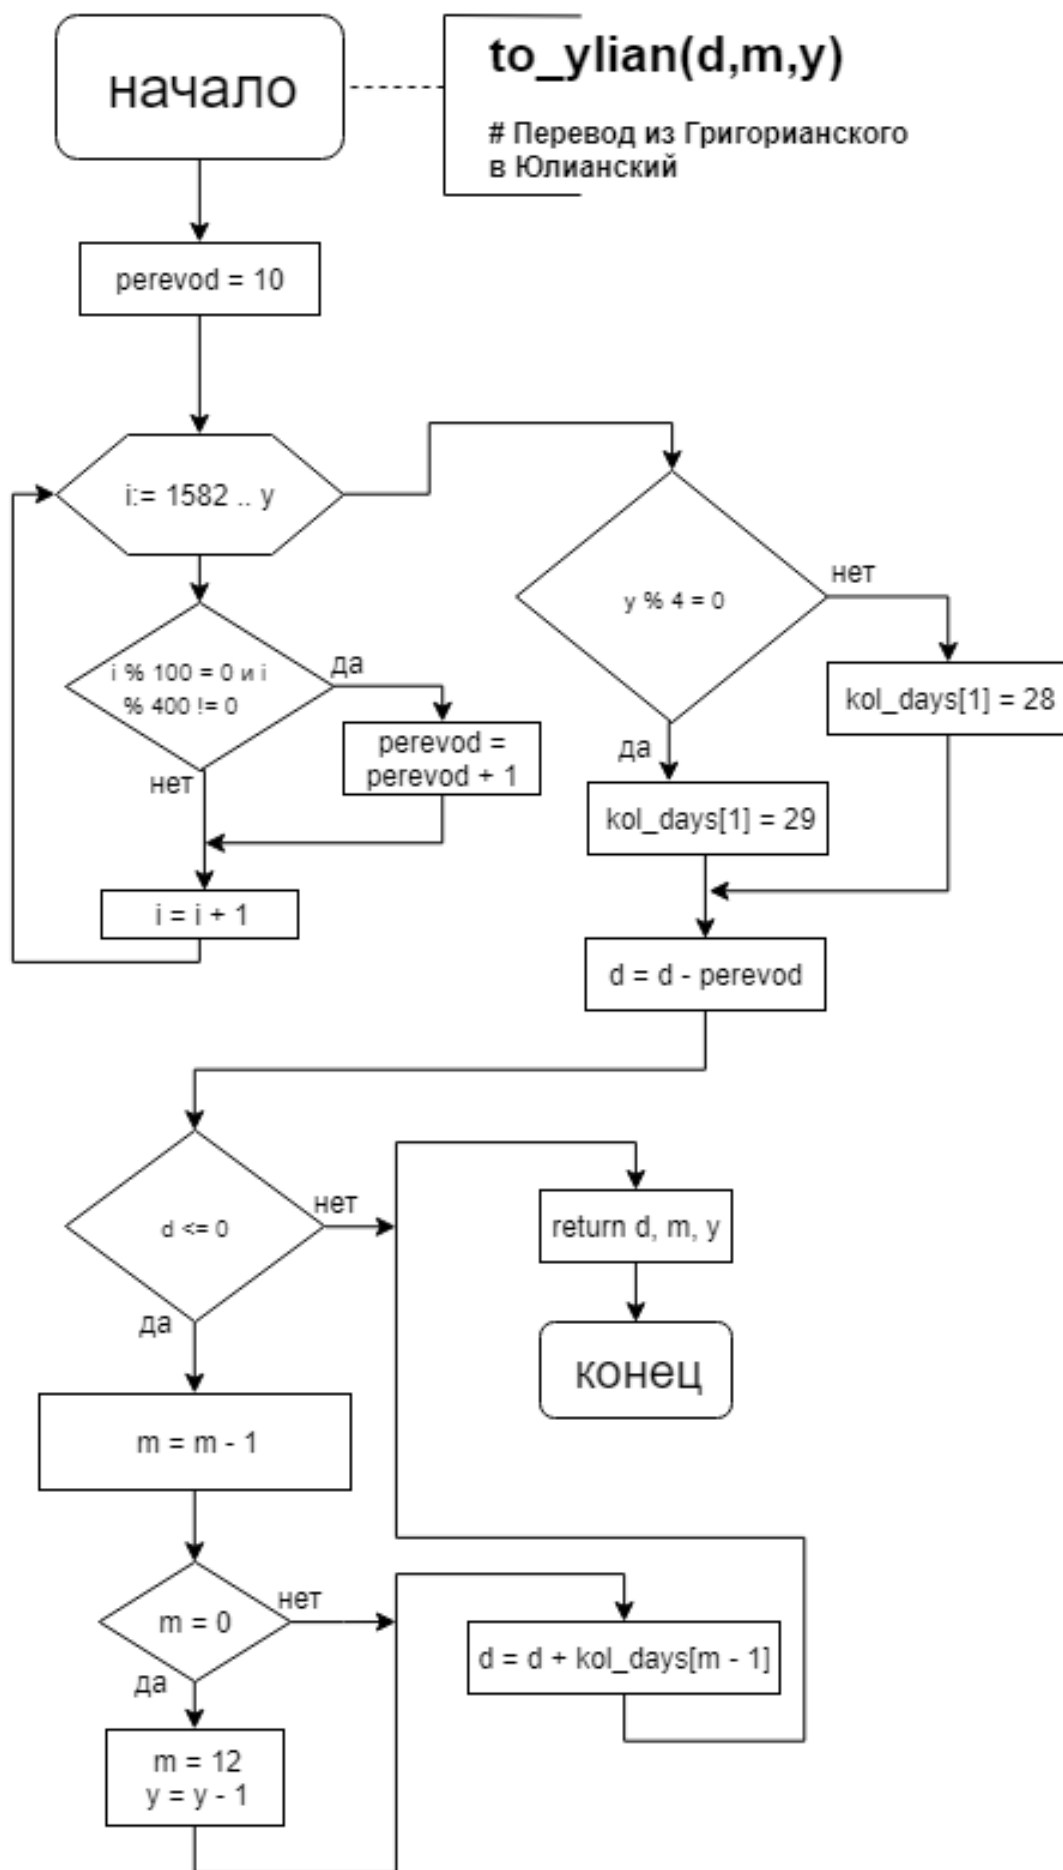 начало
to_ylian(d,m,y)
# Перевод из Григорианского
в Юлианский
perevod = 10
i:= 1582 .. y
i % 100 = 0 и i
% 400 != 0
да
нет
perevod =
perevod + 1
i = i + 1
y % 4 = 0
нет
kol_days[1] = 28
да
kol_days[1] = 29
d = d - perevod
d <= 0
нет
да
return d, m, y
конец
m = m - 1
m = 0
нет
да
d = d + kol_days[m - 1]
m = 12
y = y - 1